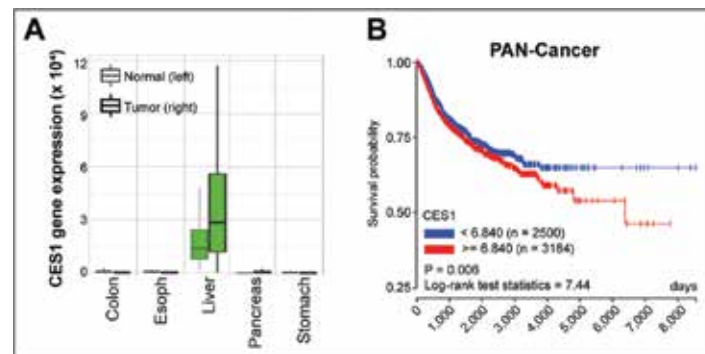 A
CES1 gene expression (x 10⁴)
12
9
6
3
0
Normal (left)
Tumor (right)
Colon
Esoph
Liver
Pancreas
Stomach
B
PAN-Cancer
Survival probability
1.00
0.75
0.50
0.25
CES1
< 6.840 (n = 2500)
>= 6.840 (n = 3184)
P = 0.006
Log-rank test statistics = 7.44
days
0
1,000
2,000
3,000
4,000
5,000
6,000
7,000
8,000